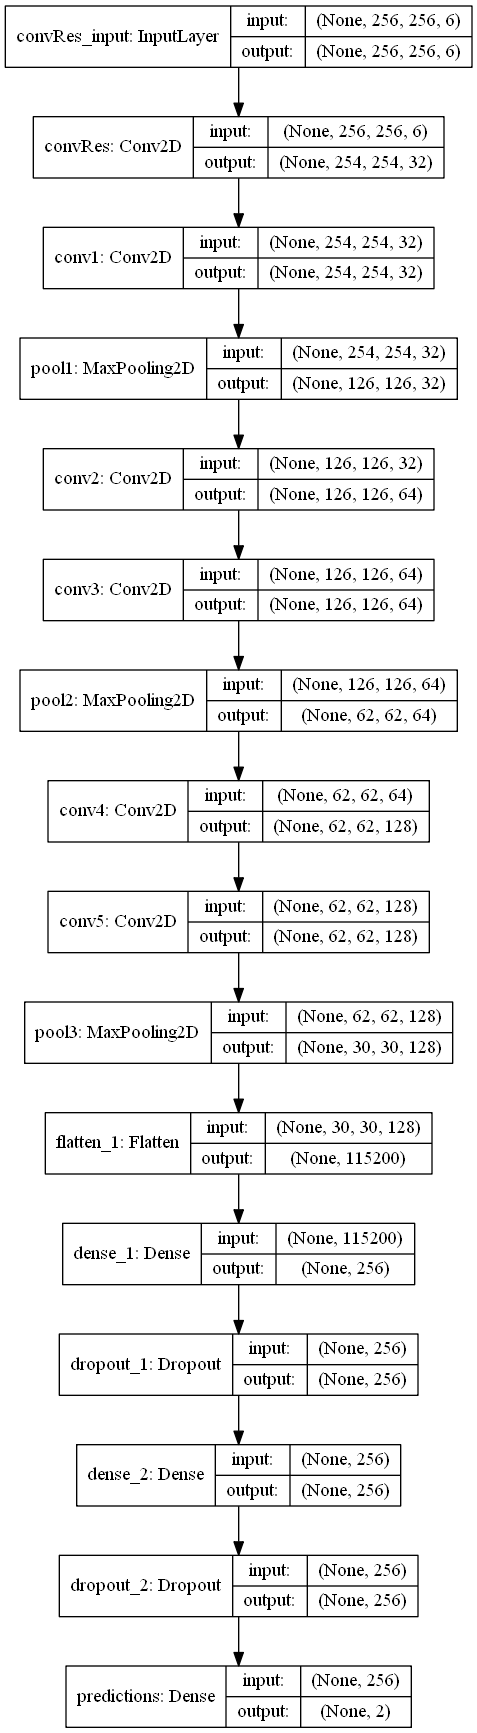 convRes_input: InputLayer
input: (None, 256, 256, 6)
output: (None, 256, 256, 6)
convRes: Conv2D
input: (None, 256, 256, 6)
output: (None, 254, 254, 32)
conv1: Conv2D
input: (None, 254, 254, 32)
output: (None, 254, 254, 32)
pool1: MaxPooling2D
input: (None, 254, 254, 32)
output: (None, 126, 126, 32)
conv2: Conv2D
input: (None, 126, 126, 32)
output: (None, 126, 126, 64)
conv3: Conv2D
input: (None, 126, 126, 64)
output: (None, 126, 126, 64)
pool2: MaxPooling2D
input: (None, 126, 126, 64)
output: (None, 62, 62, 64)
conv4: Conv2D
input: (None, 62, 62, 64)
output: (None, 62, 62, 128)
conv5: Conv2D
input: (None, 62, 62, 128)
output: (None, 62, 62, 128)
pool3: MaxPooling2D
input: (None, 62, 62, 128)
output: (None, 30, 30, 128)
flatten_1: Flatten
input: (None, 30, 30, 128)
output: (None, 115200)
dense_1: Dense
input: (None, 115200)
output: (None, 256)
dropout_1: Dropout
input: (None, 256)
output: (None, 256)
dense_2: Dense
input: (None, 256)
output: (None, 256)
dropout_2: Dropout
input: (None, 256)
output: (None, 256)
predictions: Dense
input: (None, 256)
output: (None, 2)